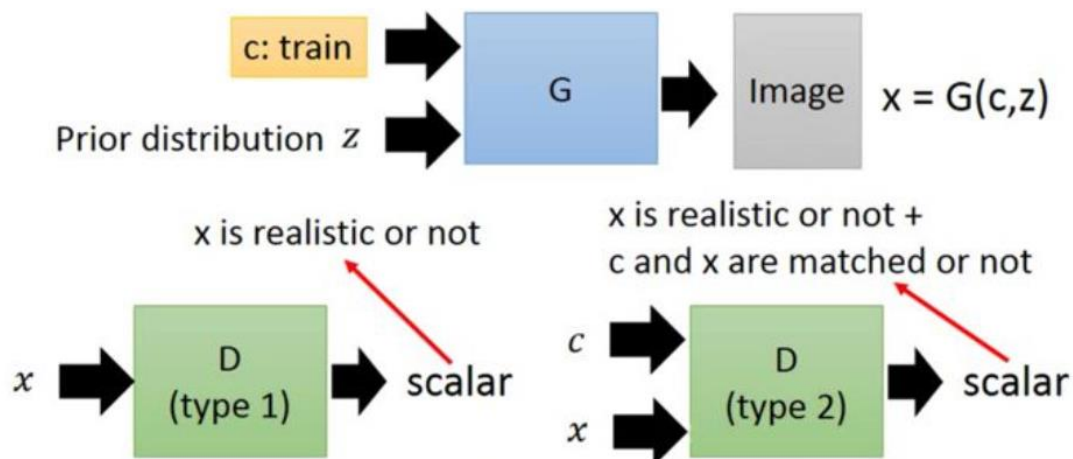 c: train
G
Image
x = G(c,z)
Prior distribution z
x is realistic or not
x is realistic or not +
c and x are matched or not
x
D
(type 1)
scalar
c
x
D
(type 2)
scalar